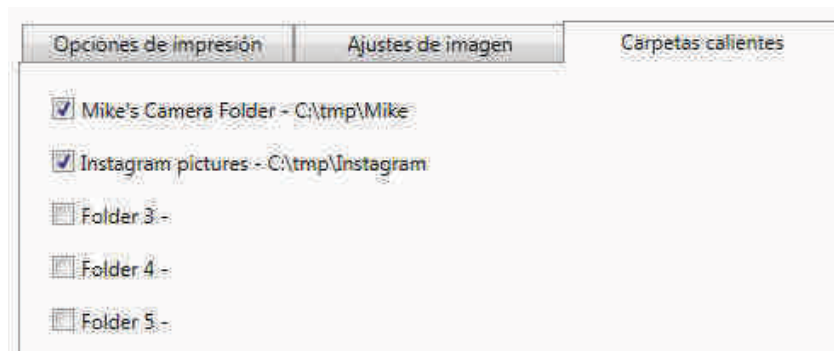 Opciones de impresión Ajustes de imagen Carpetas calientes
Mike's Camera Folder - C:\tmp\Mike
Instagram pictures - C:\tmp\Instagram
Folder 3 -
Folder 4 -
Folder 5 -